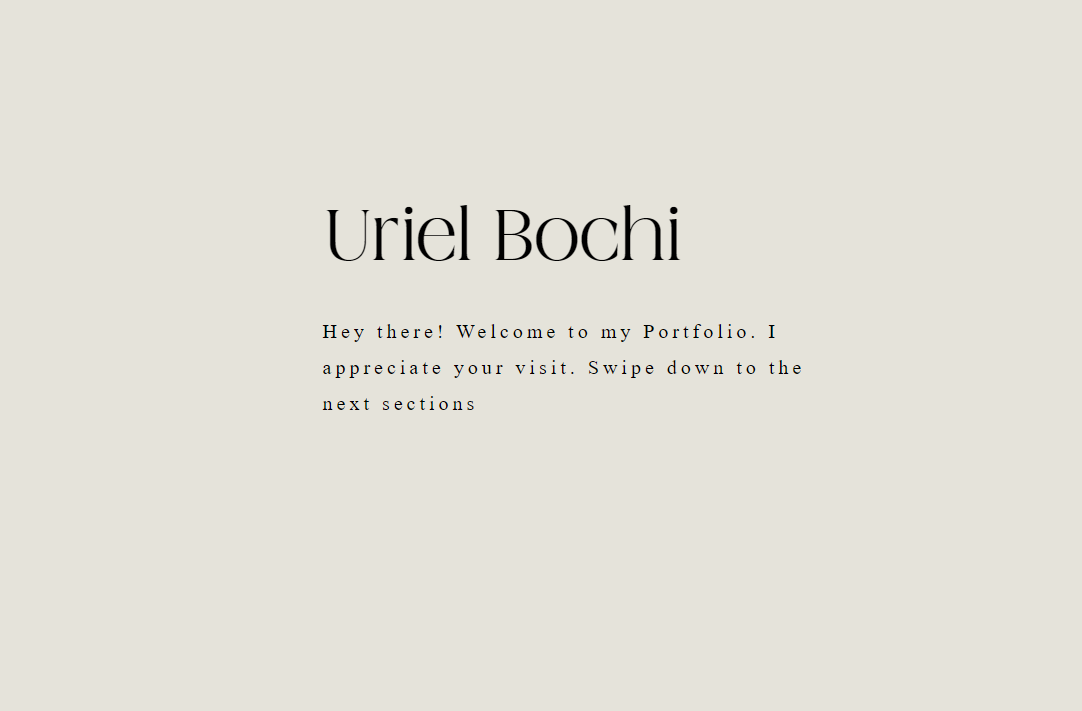 Uriel Bochi
Hey there! Welcome to my Portfolio. I
appreciate your visit. Swipe down to the
next sections